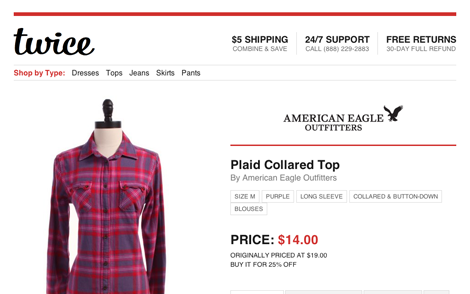 twice
$5 SHIPPING
COMBINE & SAVE
24/7 SUPPORT
CALL (888) 229-2883
FREE RETURNS
30-DAY FULL REFUND
Shop by Type: Dresses Tops Jeans Skirts Pants
AMERICAN EAGLE
OUTFITTERS
Plaid Collared Top
By American Eagle Outfitters
SIZE M PURPLE LONG SLEEVE COLLARED & BUTTON-DOWN
BLOUSES
PRICE: $14.00
ORIGINALLY PRICED AT $19.00
BUY IT FOR 25% OFF